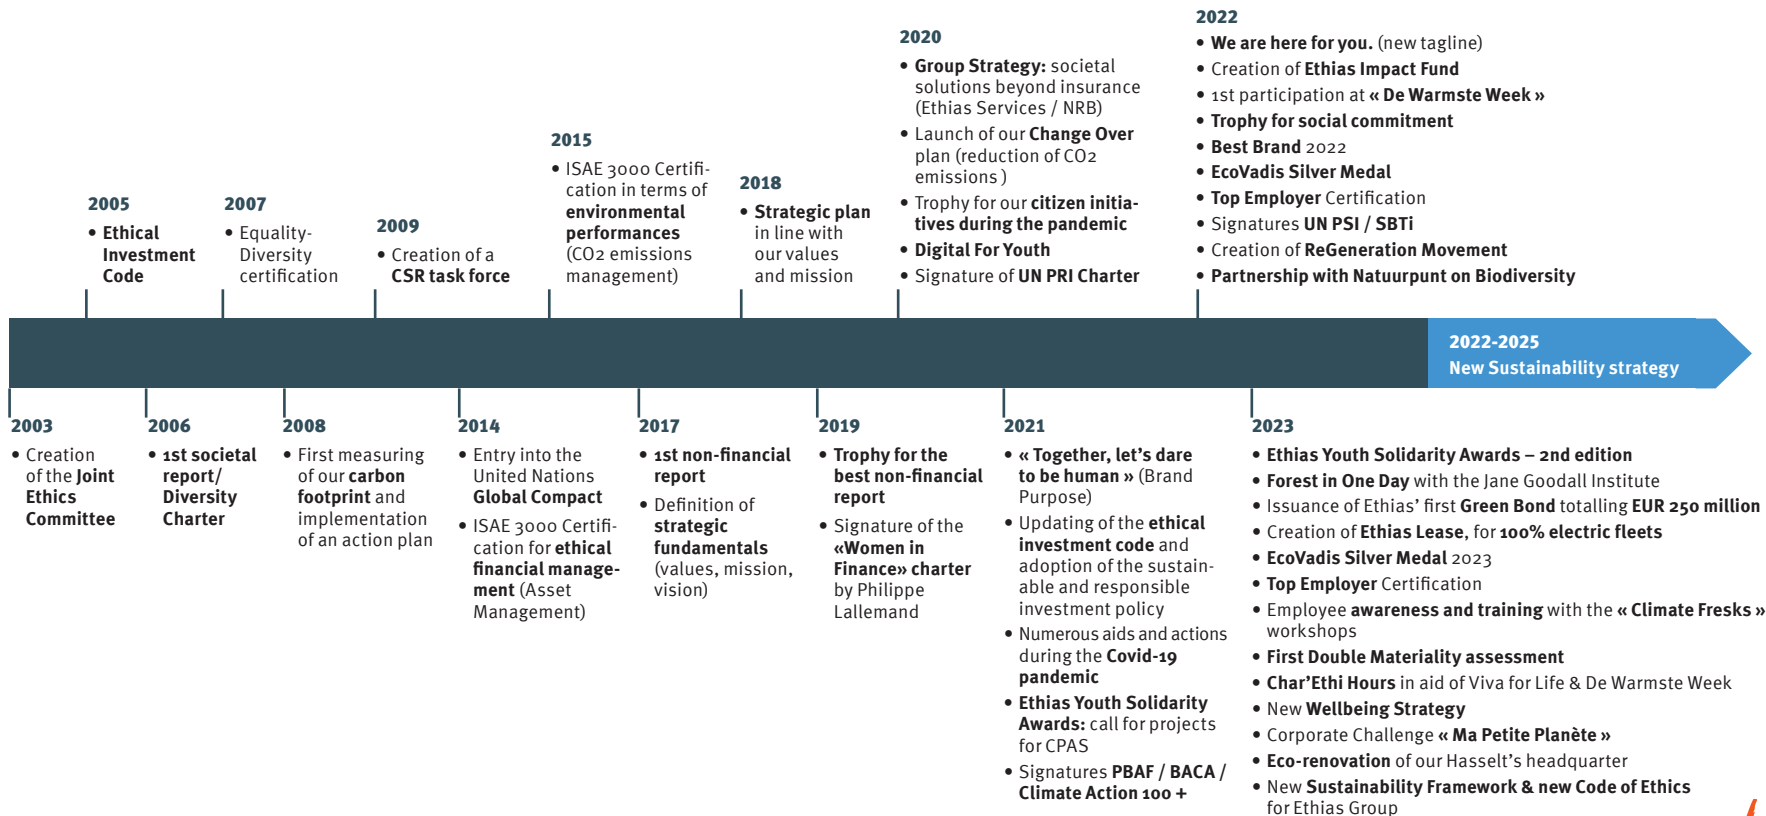 2005
• Ethical
Investment
Code
2007
• Equality-
Diversity
certification
2009
• Creation of a
CSR task force
2015
• ISAE 3000 Certifi-
cation in terms of
environmental
performances
(CO2 emissions
management)
2018
• Strategic plan
in line with
our values
and mission
2020
• Group Strategy: societal
solutions beyond insurance
(Ethias Services / NRB)
• Launch of our Change Over
plan (reduction of CO2
emissions )
• Trophy for our citizen initia-
tives during the pandemic
• Digital For Youth
• Signature of UN PRI Charter
2022
• We are here for you. (new tagline)
• Creation of Ethias Impact Fund
• 1st participation at « De Warmste Week »
• Trophy for social commitment
• Best Brand 2022
• EcoVadis Silver Medal
• Top Employer Certification
• Signatures UN PSI / SBTi
• Creation of ReGeneration Movement
• Partnership with Natuurpunt on Biodiversity
2022-2025
New Sustainability strategy
2003
• Creation
of the Joint
Ethics
Committee
2006
• 1st societal
report/
Diversity
Charter
2008
• First measuring
of our carbon
footprint and
implementation
of an action plan
2014
• Entry into the
United Nations
Global Compact
• ISAE 3000 Certifi-
cation for ethical
financial manage-
ment (Asset
Management)
2017
• 1st non-financial
report
• Definition of
strategic
fundamentals
(values, mission,
vision)
2019
• Trophy for the
best non-financial
report
• Signature of the
«Women in
Finance» charter
by Philippe
Lallemand
2021
• « Together, let's dare
to be human » (Brand
Purpose)
• Updating of the ethical
investment code and
adoption of the sustain-
able and responsible
investment policy
• Numerous aids and actions
during the Covid-19
pandemic
• Ethias Youth Solidarity
Awards: call for projects
for CPAS
• Signatures PBAF / BACA /
Climate Action 100 +
2023
• Ethias Youth Solidarity Awards – 2nd edition
• Forest in One Day with the Jane Goodall Institute
• Issuance of Ethias' first Green Bond totalling EUR 250 million
• Creation of Ethias Lease, for 100% electric fleets
• EcoVadis Silver Medal 2023
• Top Employer Certification
• Employee awareness and training with the « Climate Fresks »
workshops
• First Double Materiality assessment
• Char'Ethi Hours in aid of Viva for Life & De Warmste Week
• New Wellbeing Strategy
• Corporate Challenge « Ma Petite Planète »
• Eco-renovation of our Hasselt's headquarter
• New Sustainability Framework & new Code of Ethics
for Ethias Group